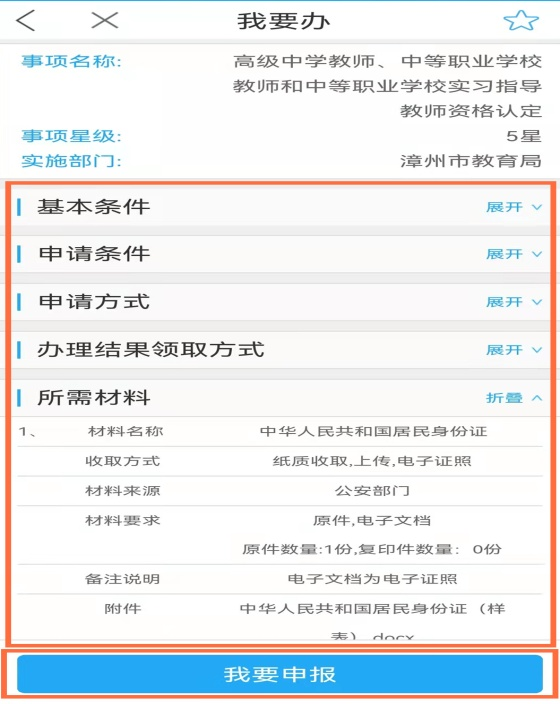 我要办
事项名称: 高级中学教师、中等职业学校
教师和中等职业学校实习指导
教师资格认定
事项星级: 5星
实施部门: 漳州市教育局
基本条件 展开
申请条件 展开
申请方式 展开
办理结果领取方式 展开
所需材料 折叠
1、 材料名称 中华人民共和国居民身份证
收取方式 纸质收取,上传,电子证照
材料来源 公安部门
材料要求 原件,电子文档
原件数量:1份,复印件数量: 0份
备注说明 电子文档为电子证照
附件 中华人民共和国居民身份证（样
表）.docx
我要申报